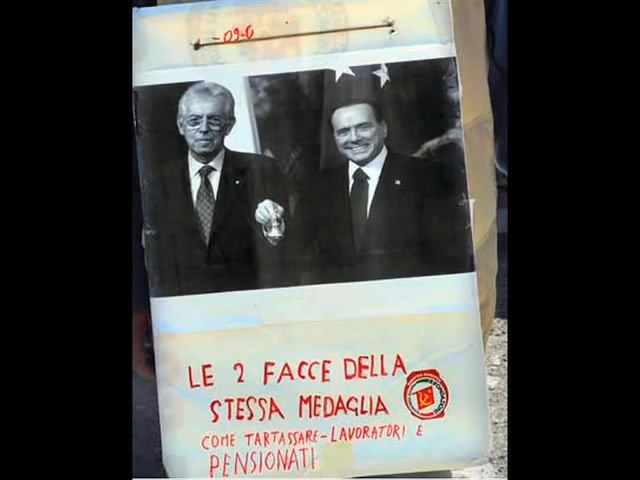 -09-0
LE 2 FACCE DELLA
STESSA MEDAGLIA
COME TARTASSARE-LAVORATORI E
PENSIONATI